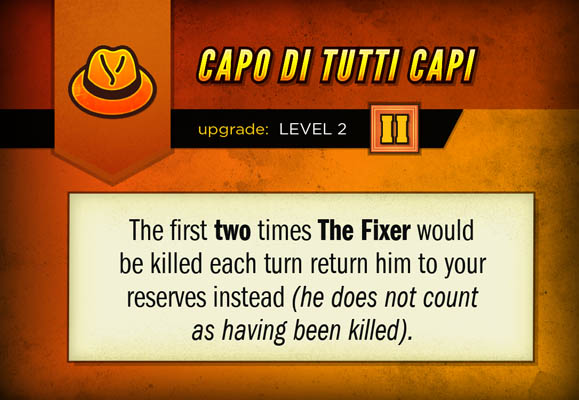 CAPO DI TUTTI CAPI
upgrade: LEVEL 2 II
The first two times The Fixer would
be killed each turn return him to your
reserves instead (he does not count
as having been killed).